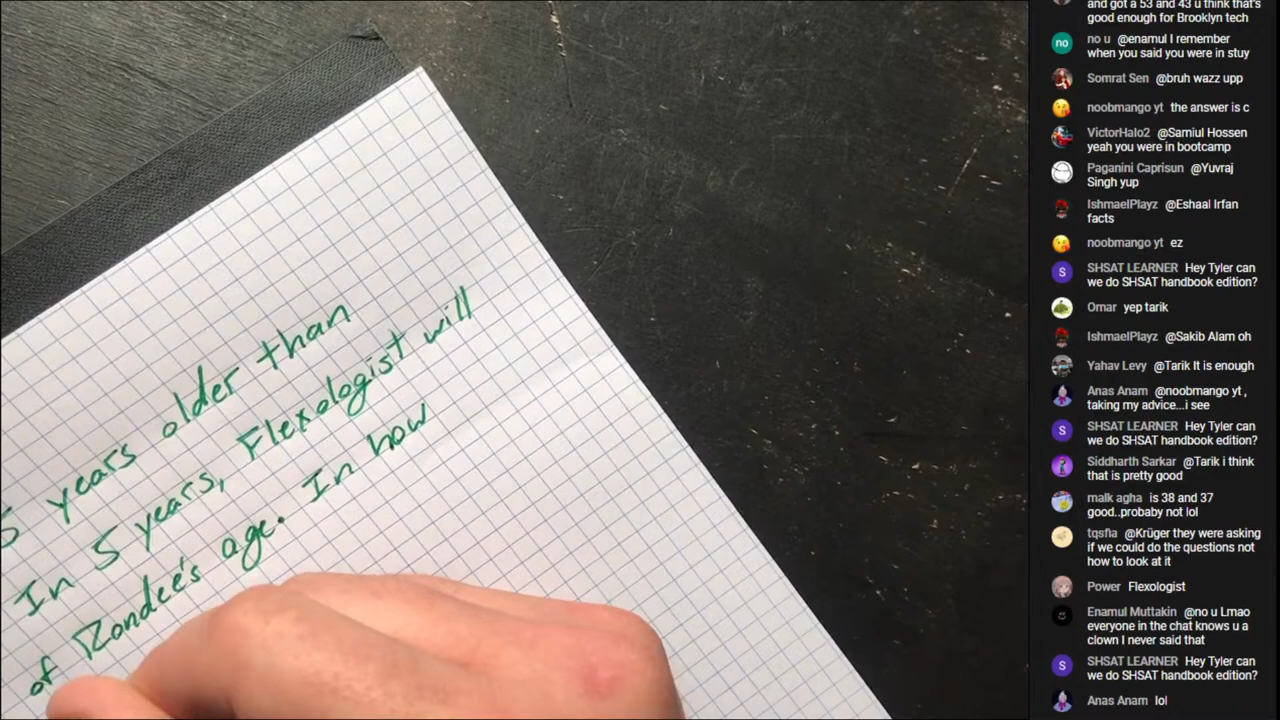 5 years older than
In 5 years, Flexologist will
of Rondee's age. In how
and got a 53 and 43 u think that's
good enough for Brooklyn tech
no
no u @enamul I remember
when you said you were in stuy
Somrat Sen @bruh wazz upp
noobmango yt the answer is c
VictorHalo2 @Samiul Hossen
yeah you were in bootcamp
Paganini Caprisun @Yuvraj
Singh yup
IshmaelPlayz @Eshaal Irfan
facts
noobmango yt ez
S
SHSAT LEARNER Hey Tyler can
we do SHSAT handbook edition?
Omar yep tarik
IshmaelPlayz @Sakib Alam oh
Yahav Levy @Tarik It is enough
Anas Anam @noobmango yt ,
taking my advice...i see
S
SHSAT LEARNER Hey Tyler can
we do SHSAT handbook edition?
Siddharth Sarkar @Tarik i think
that is pretty good
malk agha is 38 and 37
good..probaby not lol
tqsfia @Krüger they were asking
if we could do the questions not
how to look at it
Power Flexologist
Enamul Muttakin @no u Lmao
everyone in the chat knows u a
clown I never said that
S
SHSAT LEARNER Hey Tyler can
we do SHSAT handbook edition?
Anas Anam lol